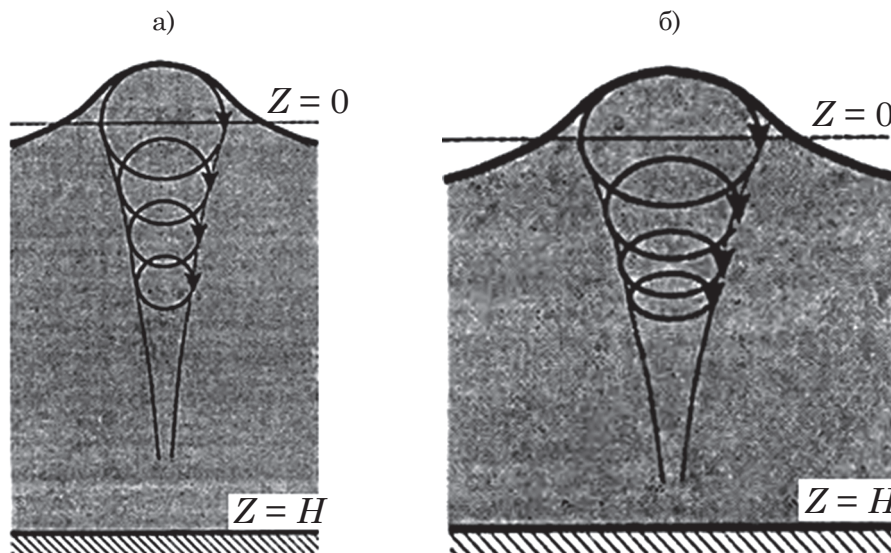 а) б)
Z = 0 Z = 0
Z = H Z = H